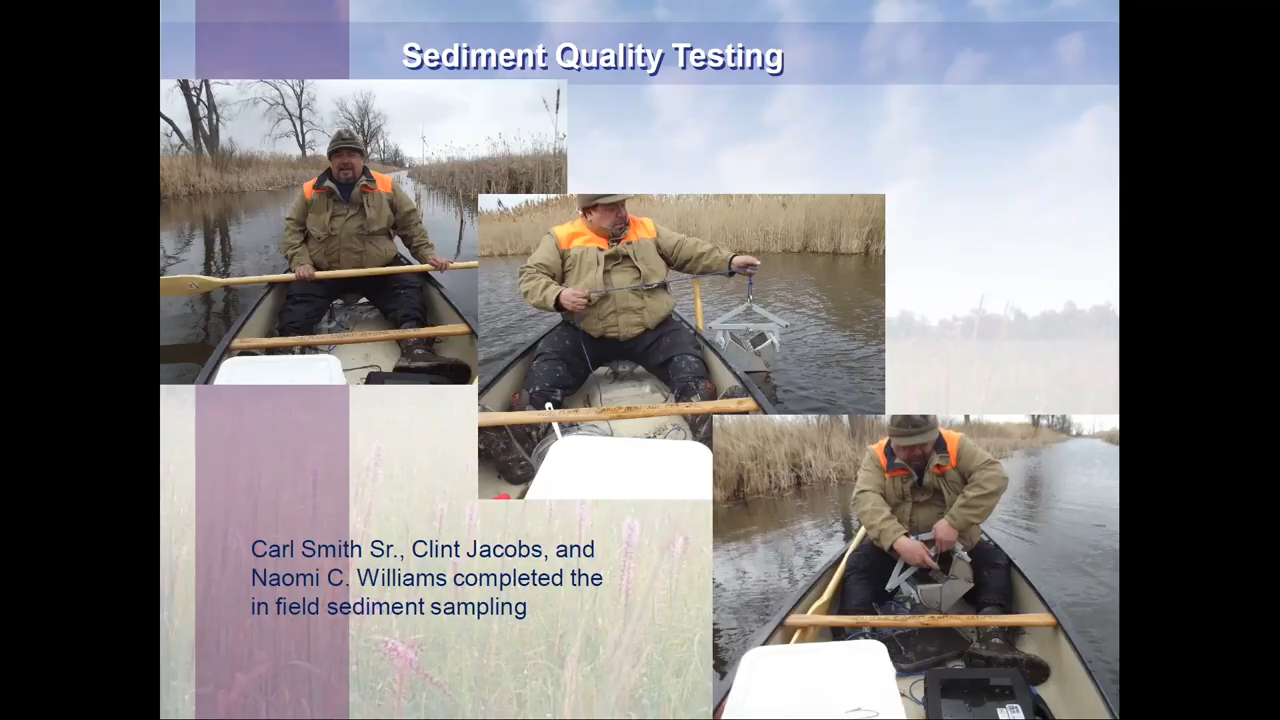 Sediment Quality Testing
Carl Smith Sr., Clint Jacobs, and
Naomi C. Williams completed the
in field sediment sampling